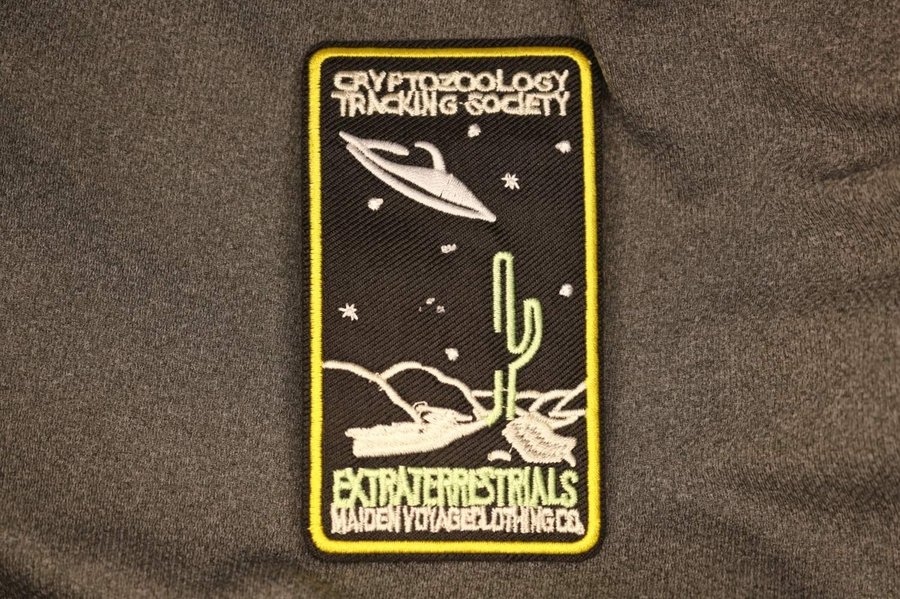 CRYPTOZOOLOGY
TRACKING SOCIETY
EXTRATERRESTRIALS
MAIDEN VOYAGE CLOTHING CO.